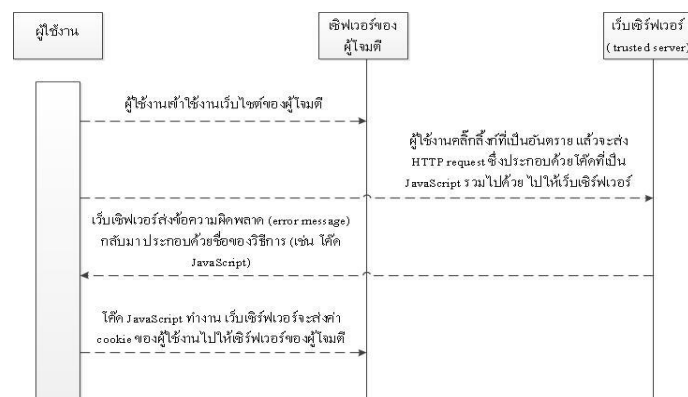 ผู้ใช้งาน
เซิฟเวอร์ของ
ผู้โจมตี
เว็บเซิร์ฟเวอร์
( trusted server)
ผู้ใช้งานเข้าใช้งานเว็บไซต์ของผู้โจมตี
ผู้ใช้งานคลิ๊กลิ้งก์ที่เป็นอันตราย แล้วจะส่ง
HTTP request ซึ่งประกอบด้วยโค๊ดที่เป็น
JavaScript รวมไปด้วย ไปให้เว็บเซิร์ฟเวอร์
เว็บเซิฟเวอร์ส่งข้อความผิดพลาด (error message)
กลับมา ประกอบด้วยชื่อของวิธีการ (เช่น โค๊ด
JavaScript)
โค๊ด JavaScript ทำงาน เว็บเซิร์ฟเวอร์จะส่งค่า
cookie ของผู้ใช้งานไปให้เซิร์ฟเวอร์ของผู้โจมตี